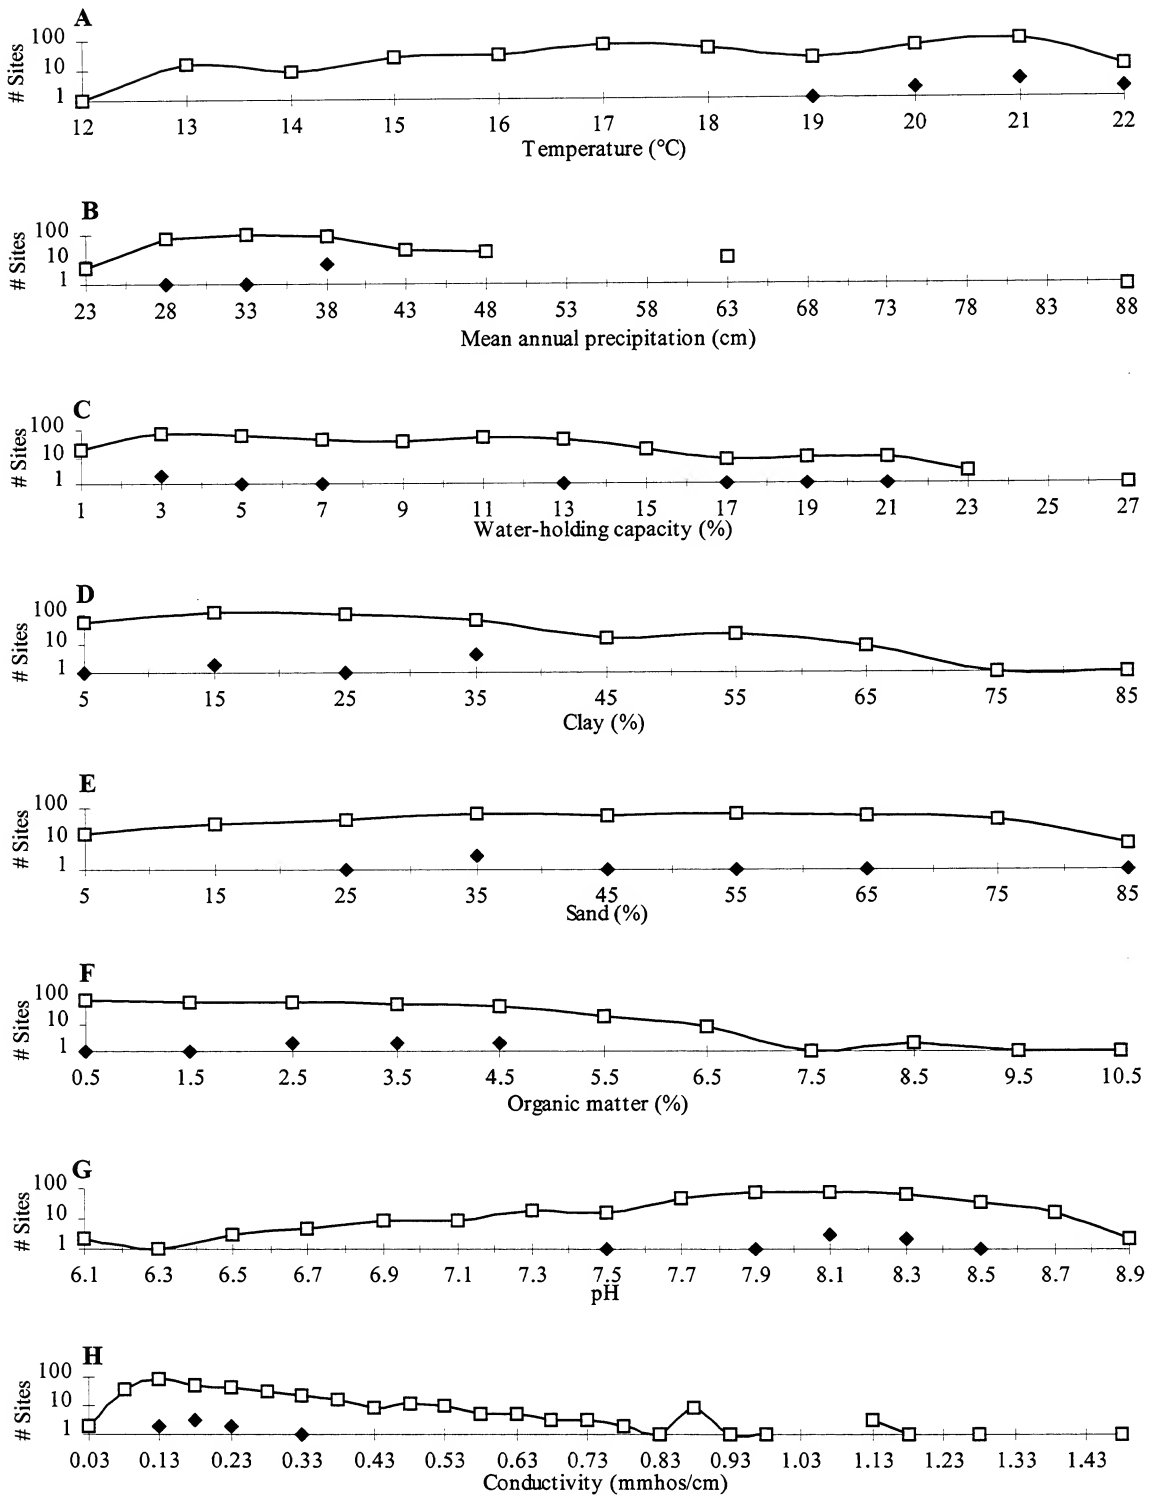 A
# Sites
100
10
1
12 13 14 15 16 17 18 19 20 21 22
Temperature (°C)
B
# Sites
100
10
1
23 28 33 38 43 48 53 58 63 68 73 78 83 88
Mean annual precipitation (cm)
C
# Sites
100
10
1
1 3 5 7 9 11 13 15 17 19 21 23 25 27
Water-holding capacity (%)
D
# Sites
100
10
1
5 15 25 35 45 55 65 75 85
Clay (%)
E
# Sites
100
10
1
5 15 25 35 45 55 65 75 85
Sand (%)
F
# Sites
100
10
1
0.5 1.5 2.5 3.5 4.5 5.5 6.5 7.5 8.5 9.5 10.5
Organic matter (%)
G
# Sites
100
10
1
6.1 6.3 6.5 6.7 6.9 7.1 7.3 7.5 7.7 7.9 8.1 8.3 8.5 8.7 8.9
pH
H
# Sites
100
10
1
0.03 0.13 0.23 0.33 0.43 0.53 0.63 0.73 0.83 0.93 1.03 1.13 1.23 1.33 1.43
Conductivity (mmhos/cm)